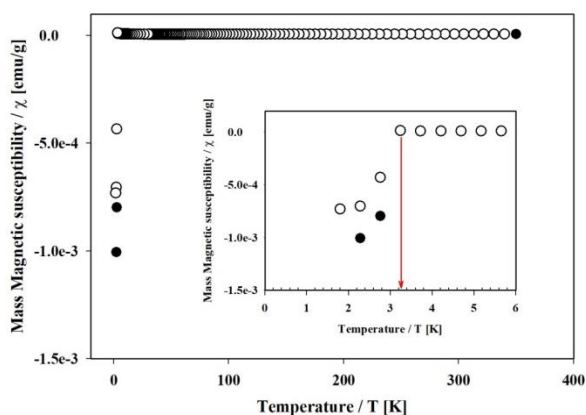 Mass Magnetic susceptibility / χ [emu/g]
0.0
-5.0e-4
-1.0e-3
-1.5e-3
0
100
200
300
400
Temperature / T [K]
Mass Magnetic susceptibility / χ [emu/g]
0.0
-5.0e-4
-1.0e-3
-1.5e-3
0
1
2
3
4
5
6
Temperature / T [K]